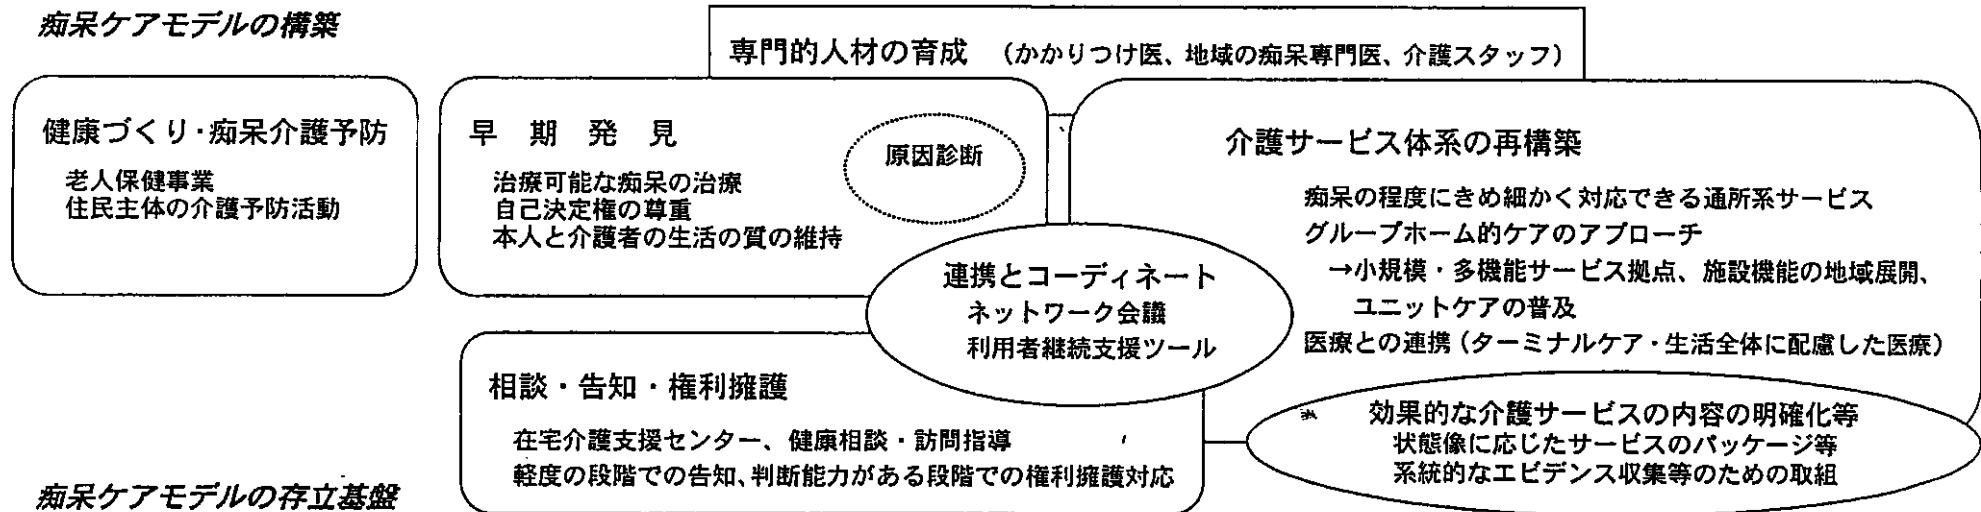 痴呆ケアモデルの構築
専門的人材の育成 （かかりつけ医、地域の痴呆専門医、介護スタッフ）
健康づくり・痴呆介護予防
老人保健事業
住民主体の介護予防活動
早期発見
治療可能な痴呆の治療
自己決定権の尊重
本人と介護者の生活の質の維持
原因診断
介護サービス体系の再構築
痴呆の程度にきめ細かく対応できる通所系サービス
グループホーム的ケアのアプローチ
→小規模・多機能サービス拠点、施設機能の地域展開、
ユニットケアの普及
医療との連携（ターミナルケア・生活全体に配慮した医療）
連携とコーディネート
ネットワーク会議
利用者継続支援ツール
相談・告知・権利擁護
在宅介護支援センター、健康相談・訪問指導
軽度の段階での告知、判断能力がある段階での権利擁護対応
効果的な介護サービスの内容の明確化等
状態像に応じたサービスのパッケージ等
系統的なエビデンス収集等のための取組
痴呆ケアモデルの存立基盤